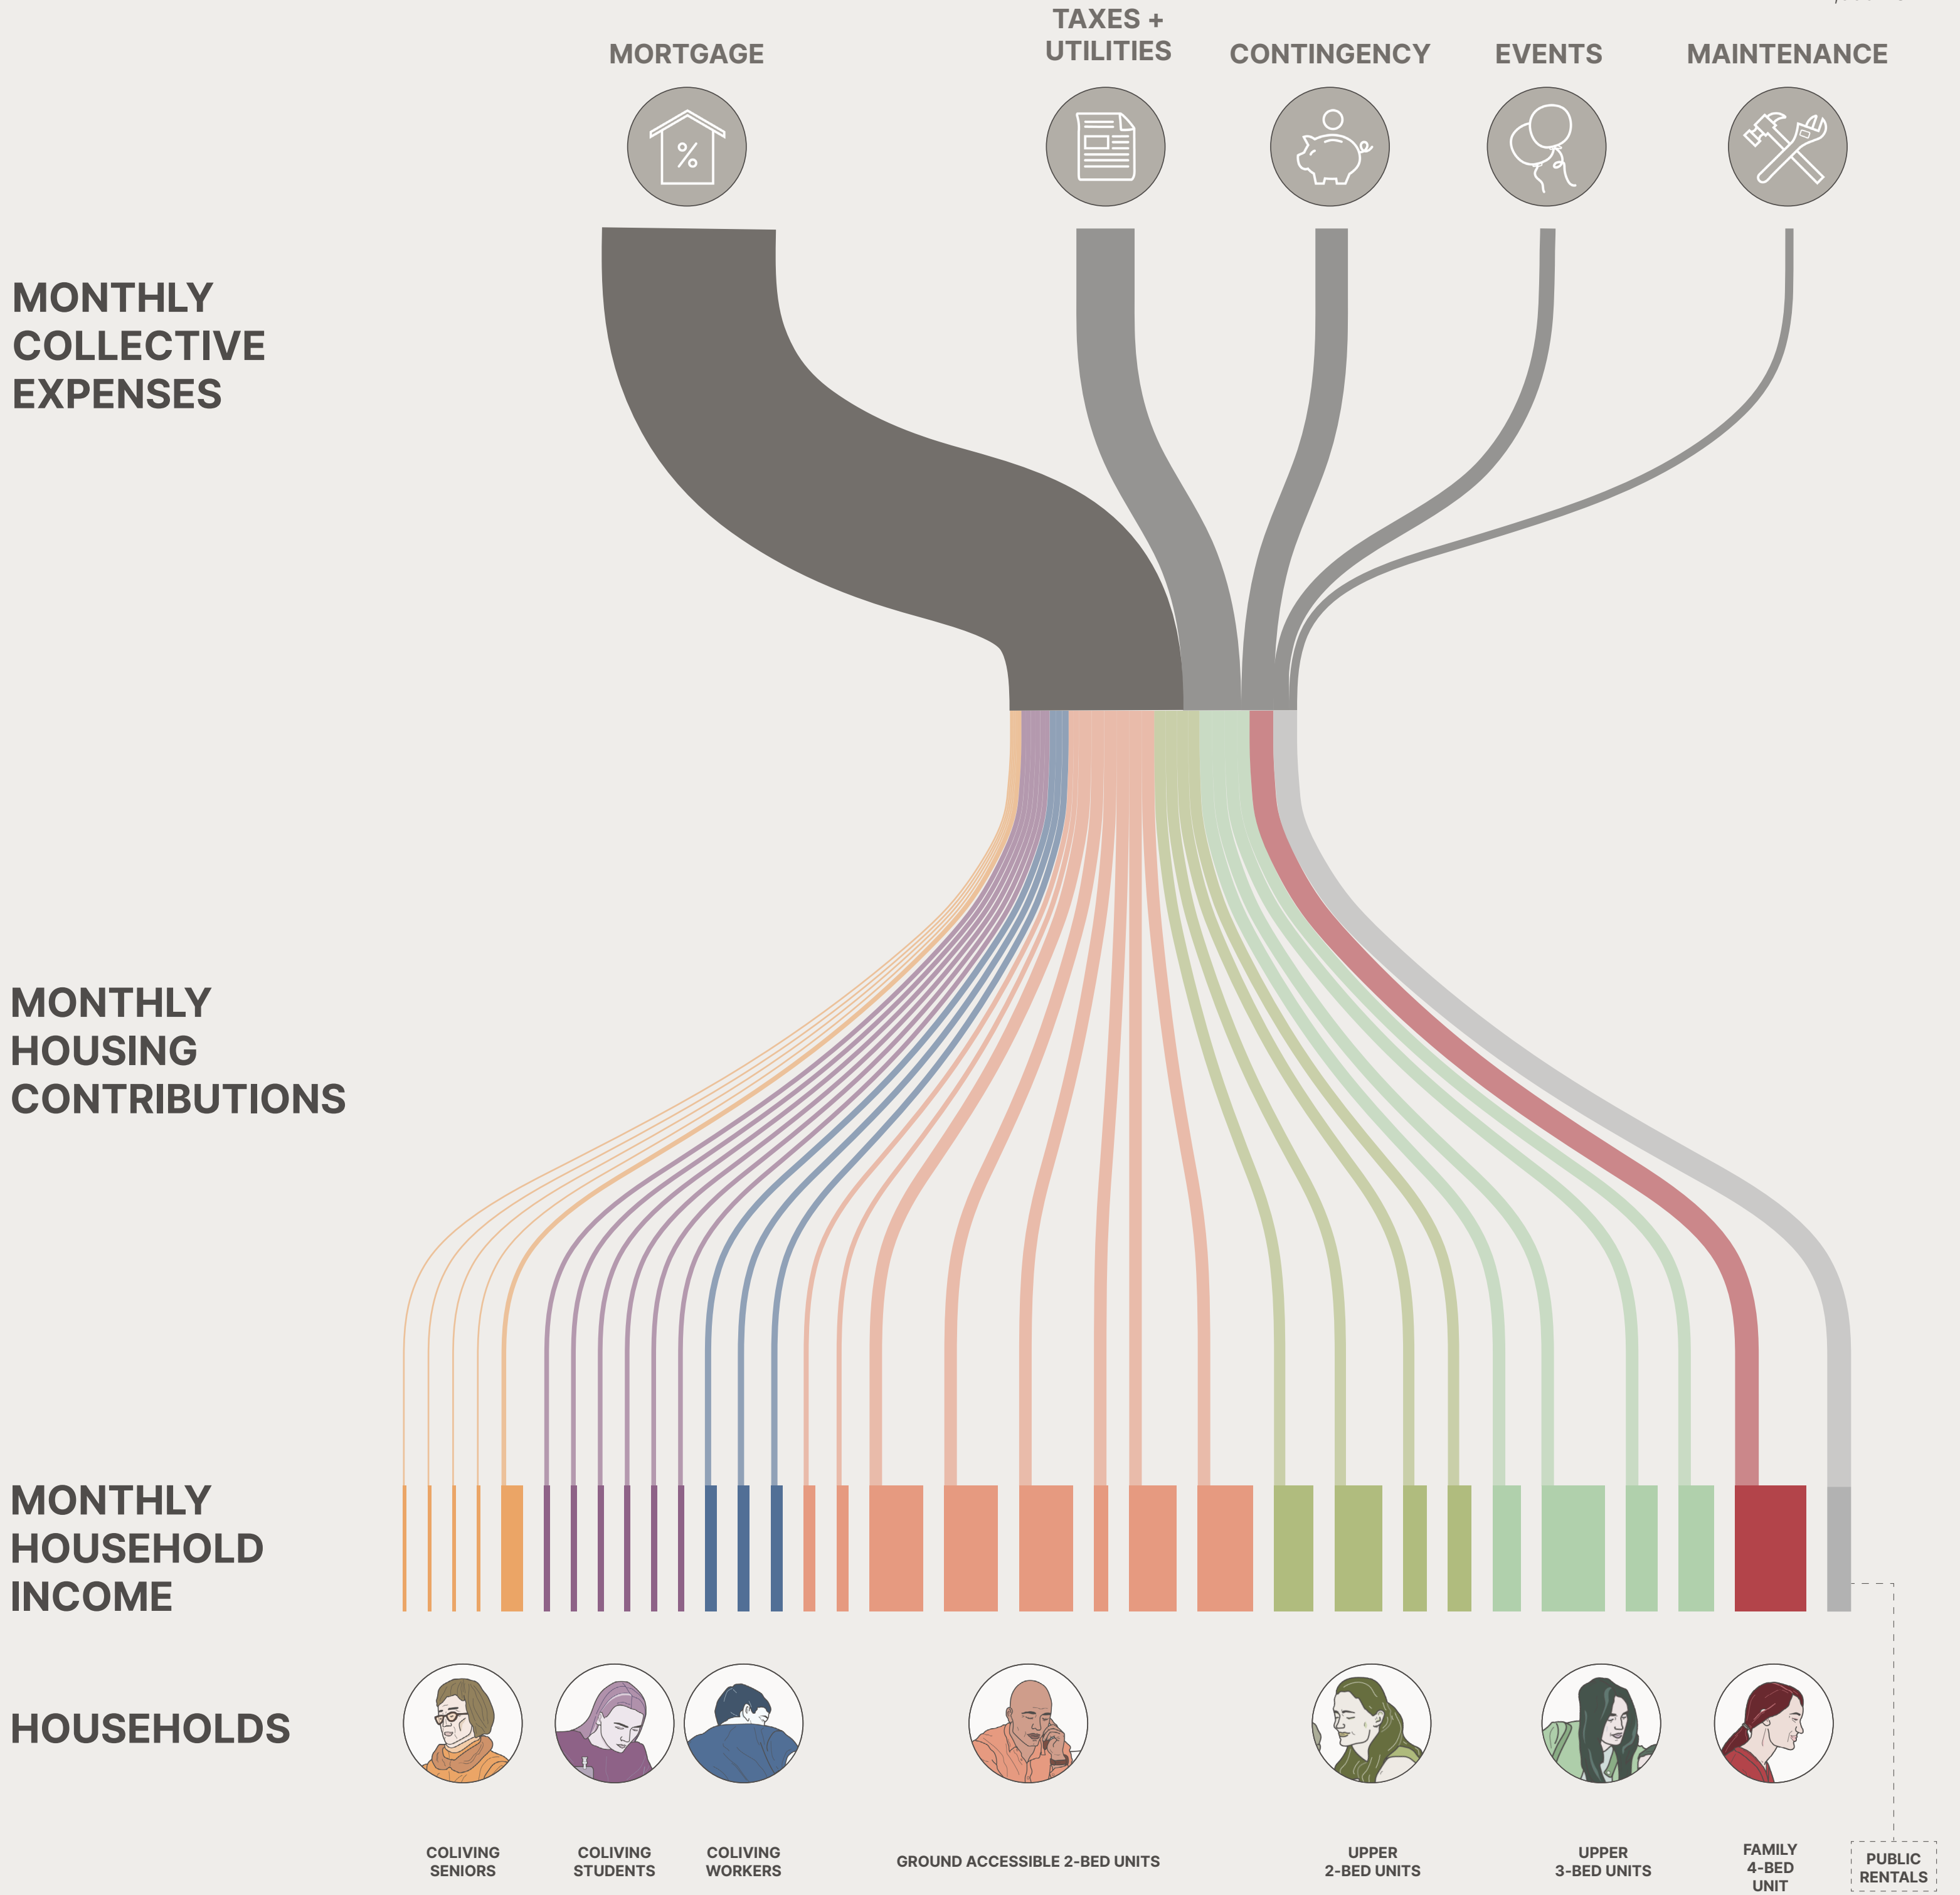 TAXES +
UTILITIES
MORTGAGE
CONTINGENCY
EVENTS
MAINTENANCE
%
MONTHLY
COLLECTIVE
EXPENSES
MONTHLY
HOUSING
CONTRIBUTIONS
MONTHLY
HOUSEHOLD
INCOME
HOUSEHOLDS
COLIVING
SENIORS
COLIVING
STUDENTS
COLIVING
WORKERS
GROUND ACCESSIBLE 2-BED UNITS
UPPER
2-BED UNITS
UPPER
3-BED UNITS
FAMILY
4-BED
UNIT
PUBLIC
RENTALS